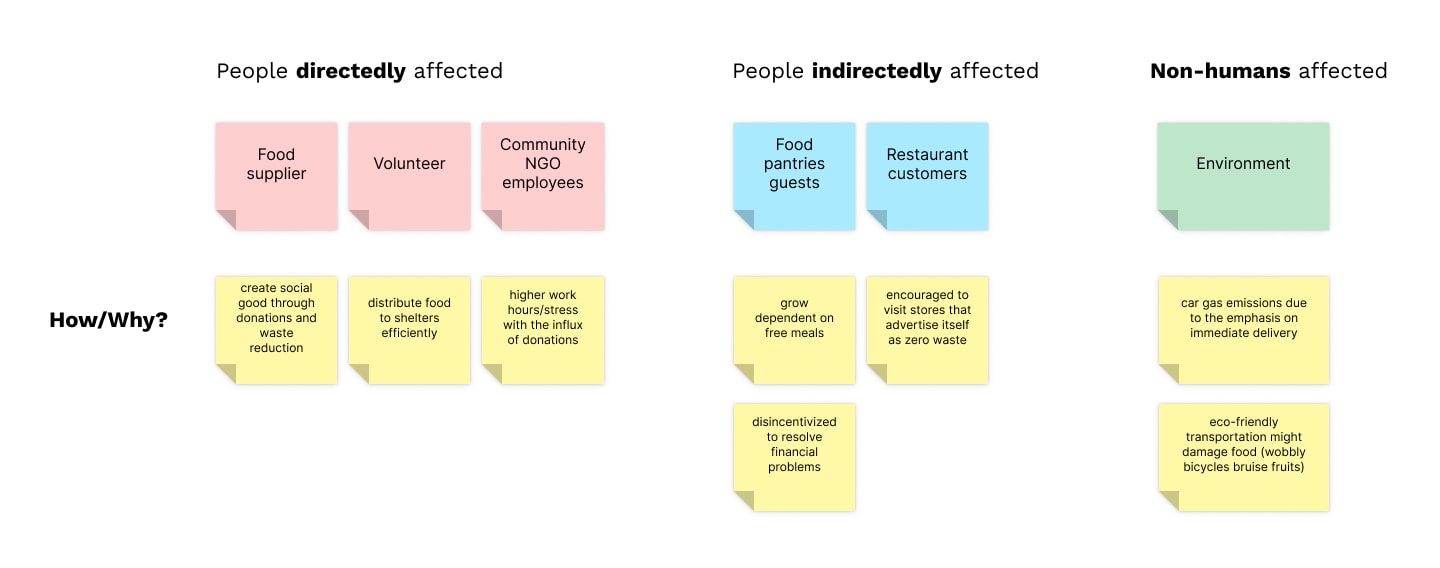 People directedly affected
People indirectedly affected
Non-humans affected
Food
supplier
Volunteer
Community
NGO
employees
Food
pantries
guests
Restaurant
customers
Environment
How/Why?
create social
good through
donations and
waste
reduction
distribute food
to shelters
efficiently
higher work
hours/stress
with the influx
of donations
grow
dependent on
free meals
encouraged to
visit stores that
advertise itself
as zero waste
car gas emissions due
to the emphasis on
immediate delivery
disincentivized
to resolve
financial
problems
eco-friendly
transportation might
damage food (wobbly
bicycles bruise fruits)